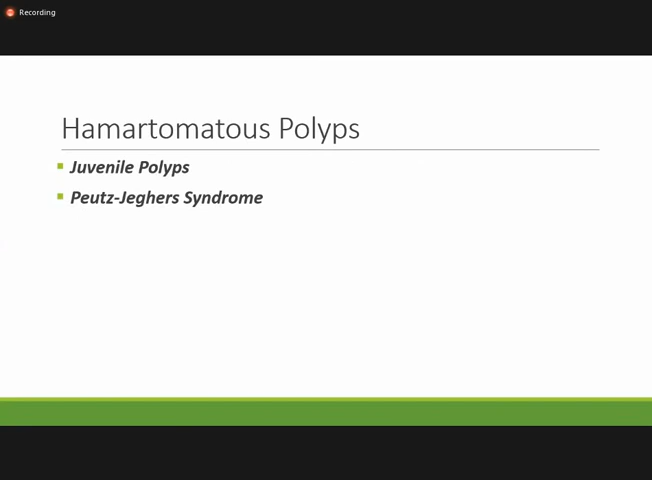 Recording
Hamartomatous Polyps
Juvenile Polyps
Peutz-Jeghers Syndrome